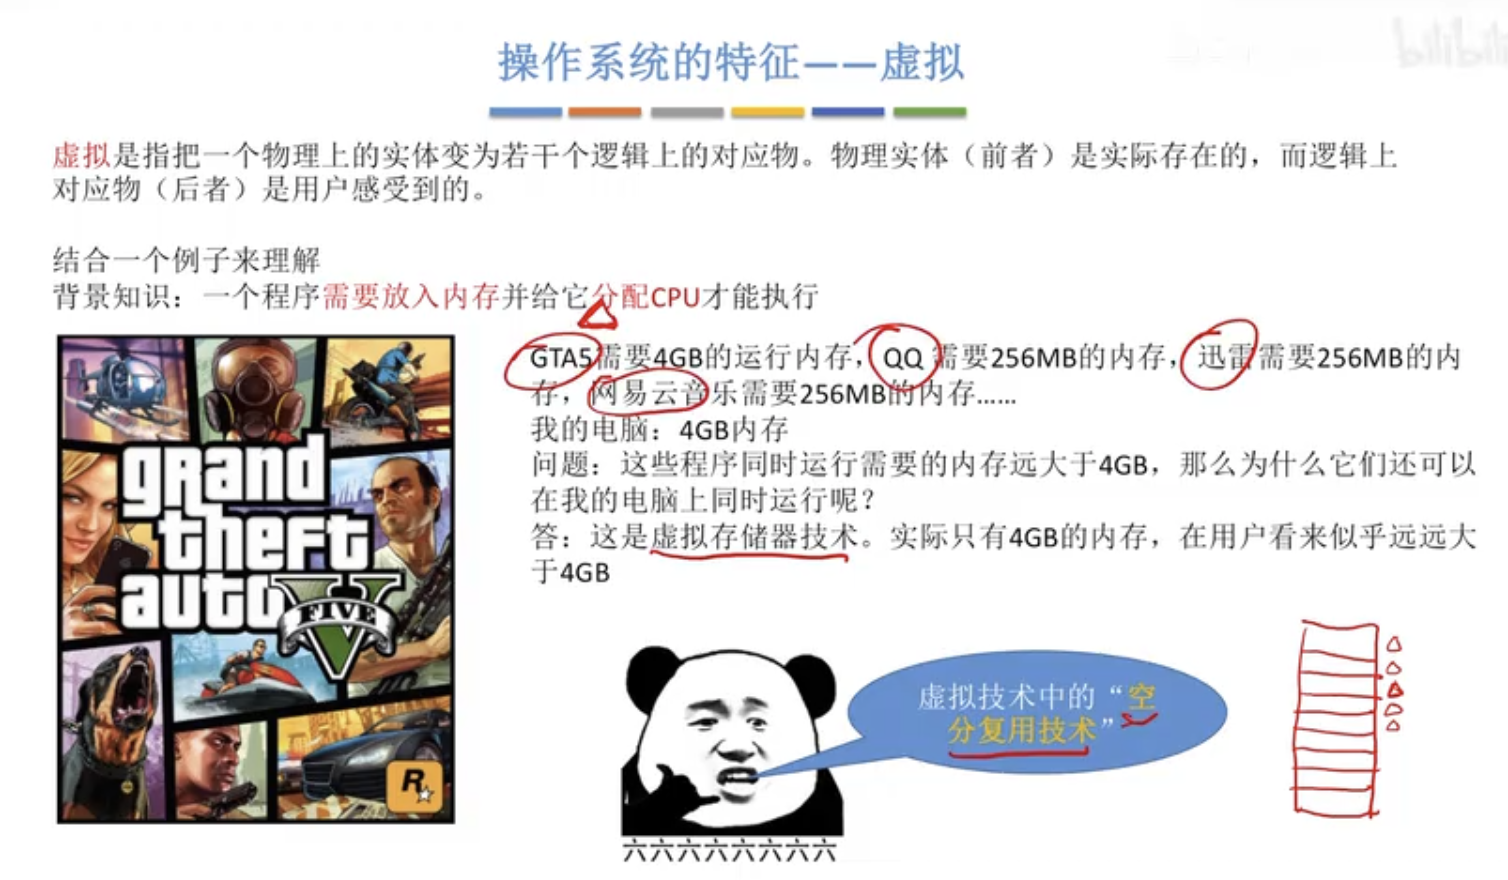 bilibili
操作系统的特征——虚拟
虚拟是指把一个物理上的实体变为若干个逻辑上的对应物。物理实体（前者）是实际存在的，而逻辑上
对应物（后者）是用户感受到的。
结合一个例子来理解
背景知识：一个程序需要放入内存并给它分配CPU才能执行
GTA5需要4GB的运行内存，QQ需要256MB的内存，迅雷需要256MB的内
存，网易云音乐需要256MB的内存……
我的电脑：4GB内存
问题：这些程序同时运行需要的内存远大于4GB，那么为什么它们还可以
在我的电脑上同时运行呢？
答：这是虚拟存储器技术。实际只有4GB的内存，在用户看来似乎远远大
于4GB
grand
theft
auto
FIVE
V
R
虚拟技术中的“空
分复用技术”
六六六六六六六六